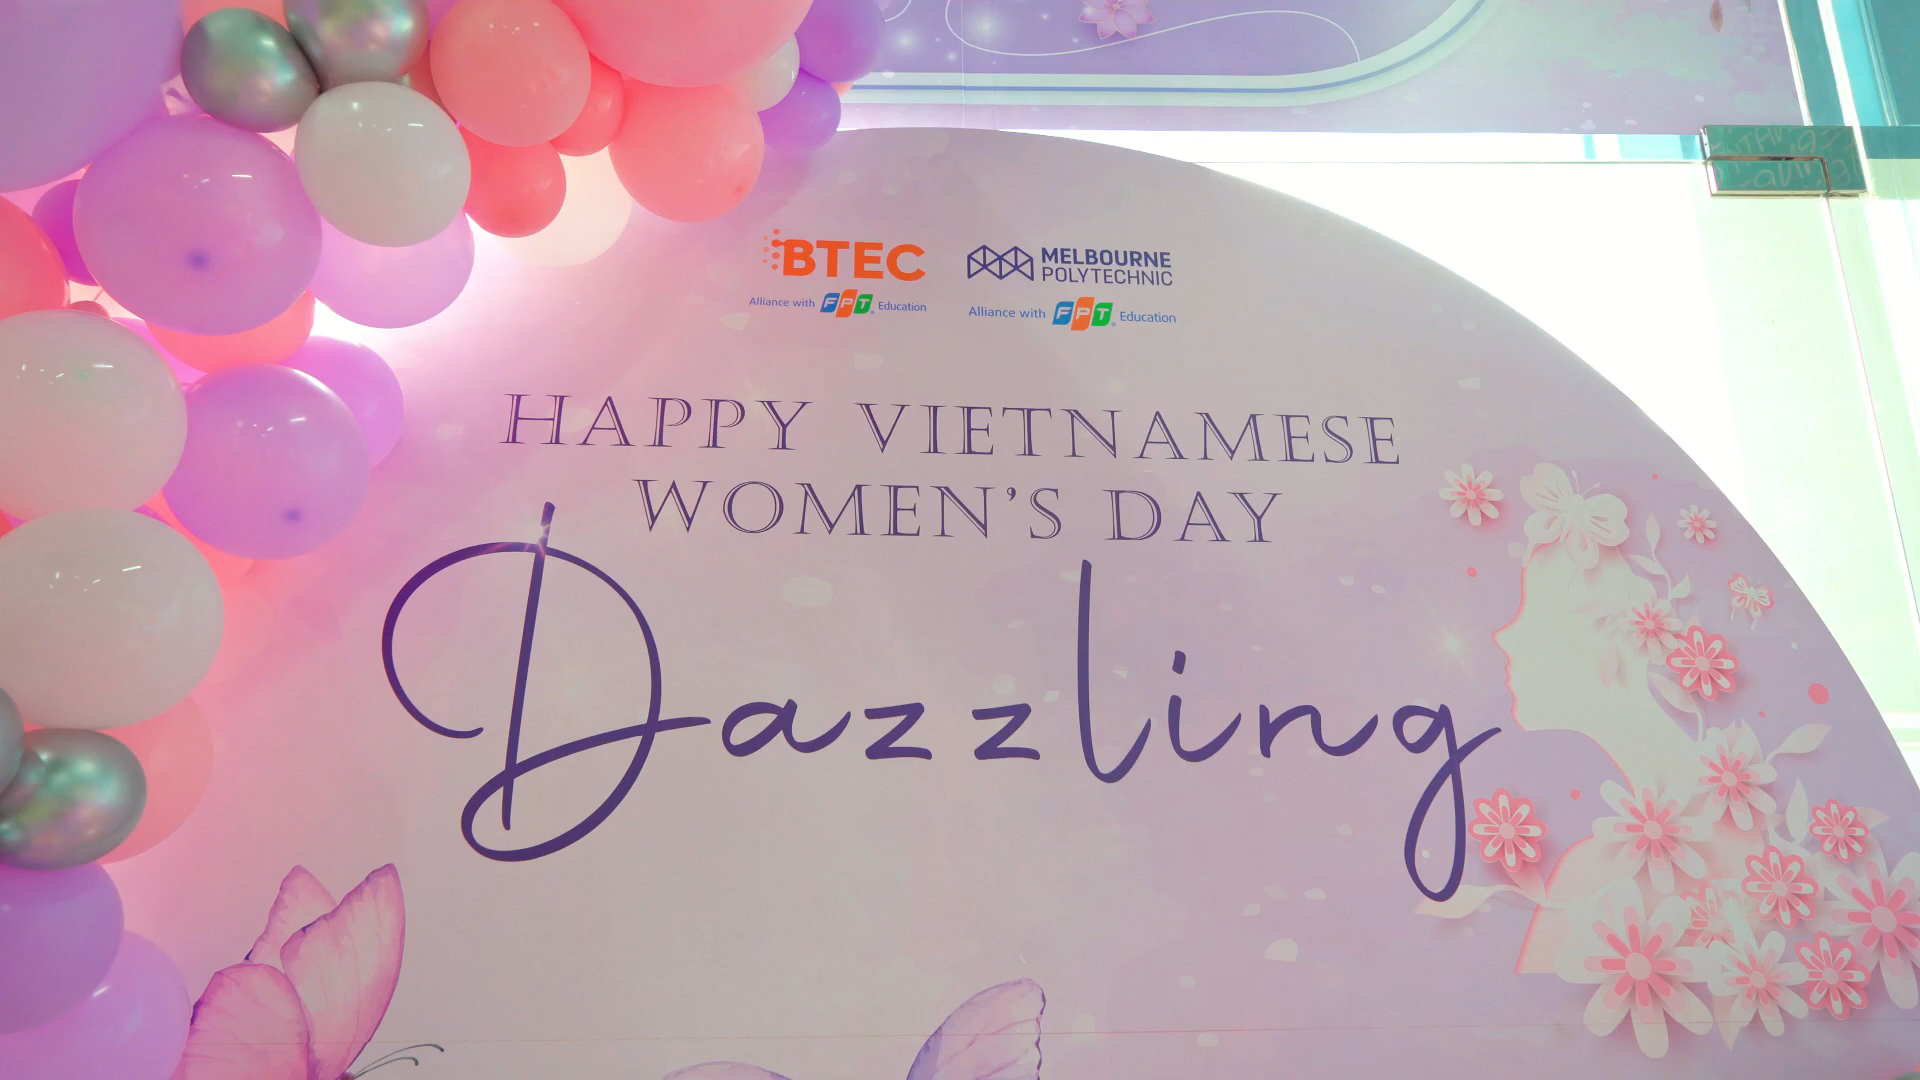 BTEC
Alliance with FPT Education
MELBOURNE
POLYTECHNIC
Alliance with FPT Education
HAPPY VIETNAMESE
WOMEN'S DAY
Dazzling